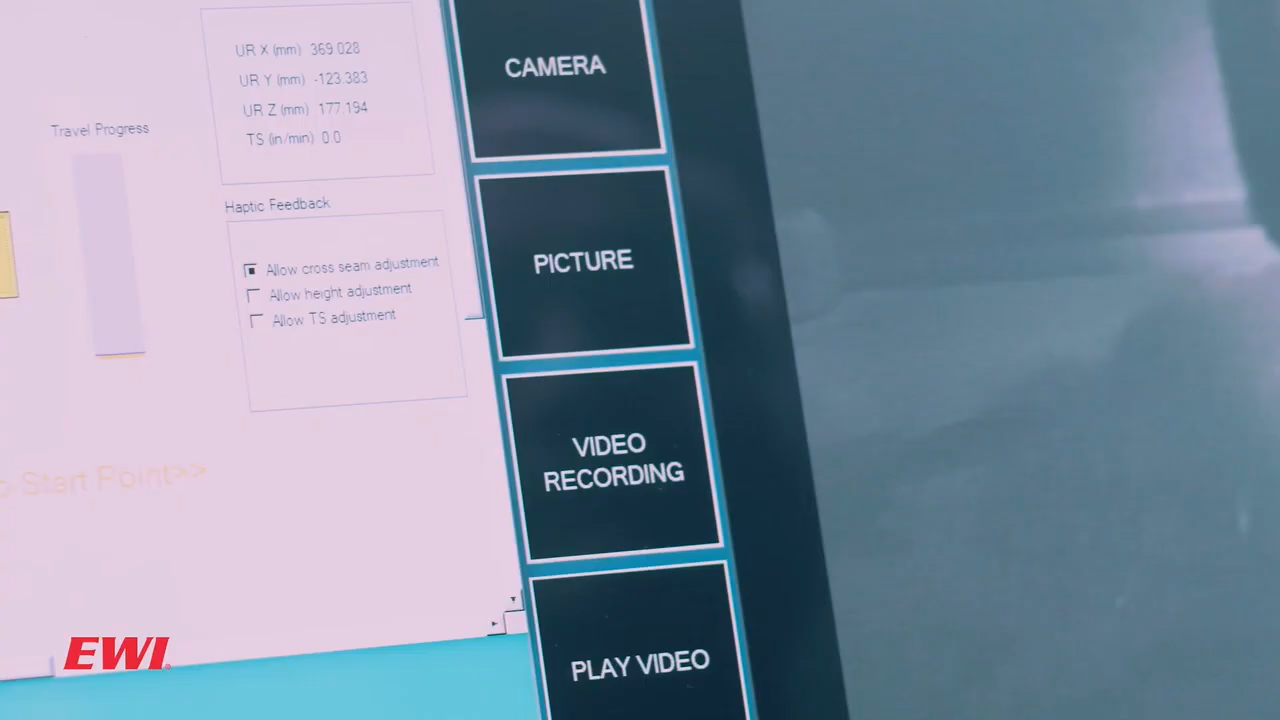 UR X (mm) 369.028
UR Y (mm) -123.383
UR Z (mm) 177.194
TS (in/min) 0.0
Travel Progress
Haptic Feedback
Allow cross seam adjustment
Allow height adjustment
Allow TS adjustment
Start Point>>
CAMERA
PICTURE
VIDEO
RECORDING
PLAY VIDEO
EWI